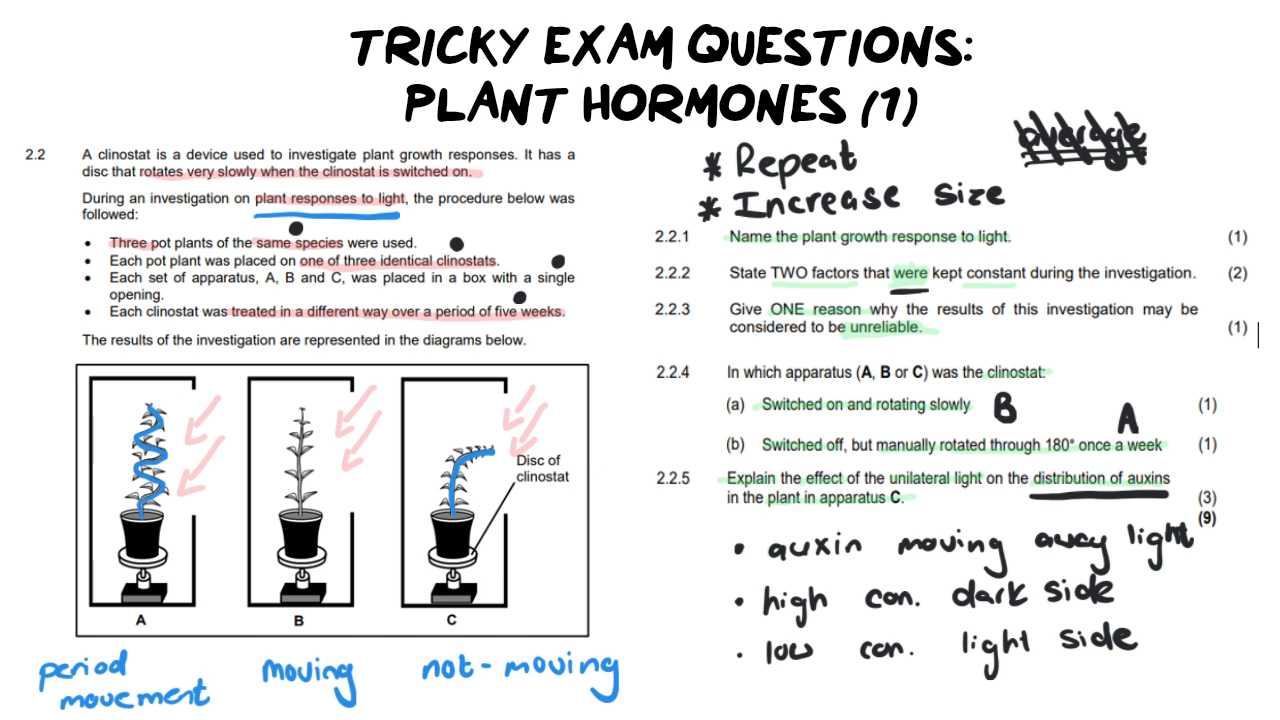 TRICKY EXAM QUESTIONS:
PLANT HORMONES (1)
2.2 A clinostat is a device used to investigate plant growth responses. It has a
disc that rotates very slowly when the clinostat is switched on.
During an investigation on plant responses to light, the procedure below was
followed:
• Three pot plants of the same species were used.
• Each pot plant was placed on one of three identical clinostats.
• Each set of apparatus, A, B and C, was placed in a box with a single
opening.
• Each clinostat was treated in a different way over a period of five weeks.
The results of the investigation are represented in the diagrams below.
Disc of
clinostat
A B C
period
movement
moving
not-moving
* Repeat
* Increase size
2.2.1 Name the plant growth response to light. (1)
2.2.2 State TWO factors that were kept constant during the investigation. (2)
2.2.3 Give ONE reason why the results of this investigation may be
considered to be unreliable. (1)
2.2.4 In which apparatus (A, B or C) was the clinostat:
(a) Switched on and rotating slowly B (1)
A
(b) Switched off, but manually rotated through 180° once a week (1)
2.2.5 Explain the effect of the unilateral light on the distribution of auxins
in the plant in apparatus C. (3)
(9)
• auxin moving away light
• high con. dark side
• low con. light side